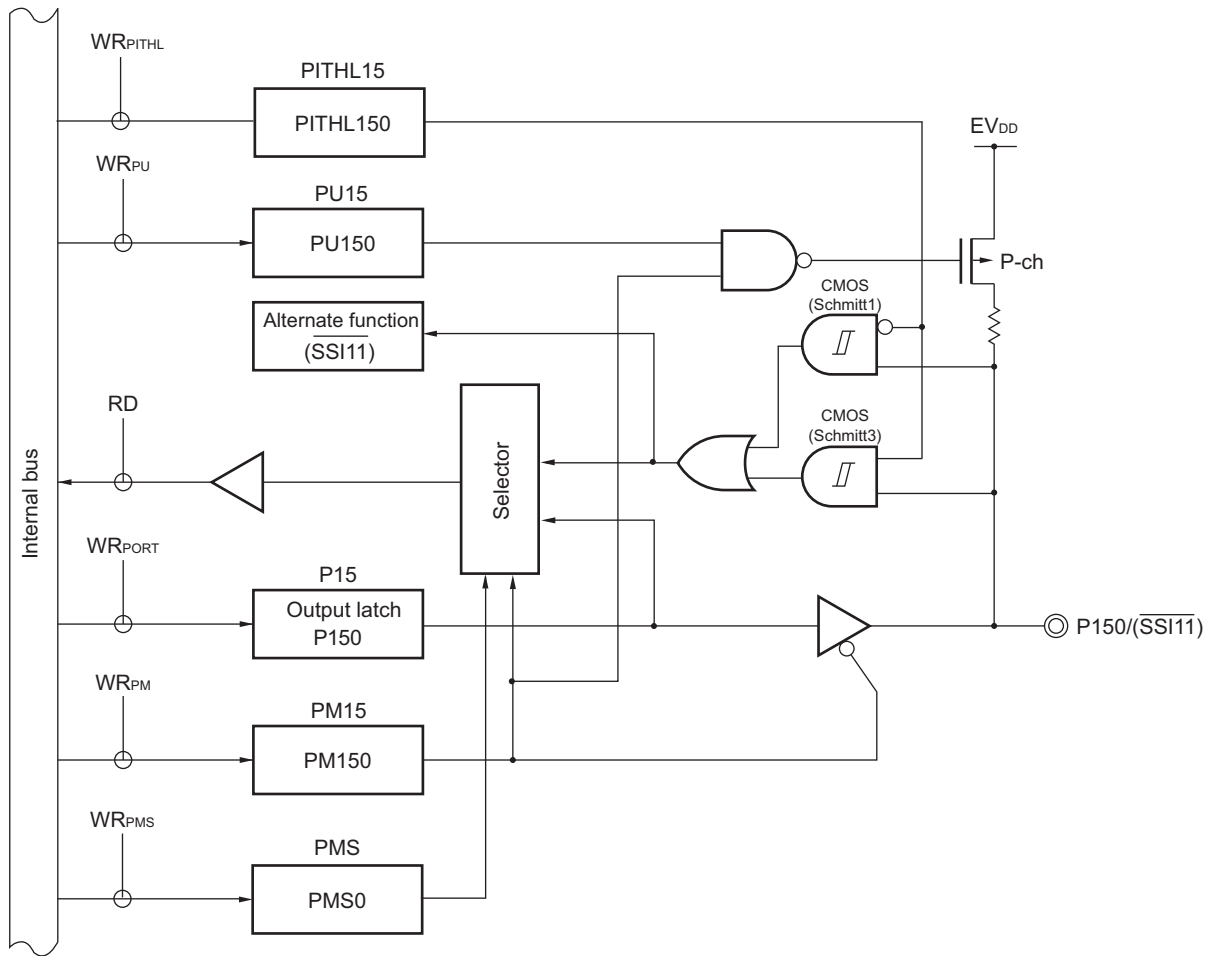 WRPITHL
PITHL15
PITHL150
EVDD
WRPU
PU15
PU150
P-ch
CMOS
(Schmitt1)
Alternate function
(SSI11)
RD
CMOS
(Schmitt3)
Selector
Internal bus
WRPORT
P15
Output latch
P150
P150/(SSI11)
WRPM
PM15
PM150
WRPMS
PMS
PMS0